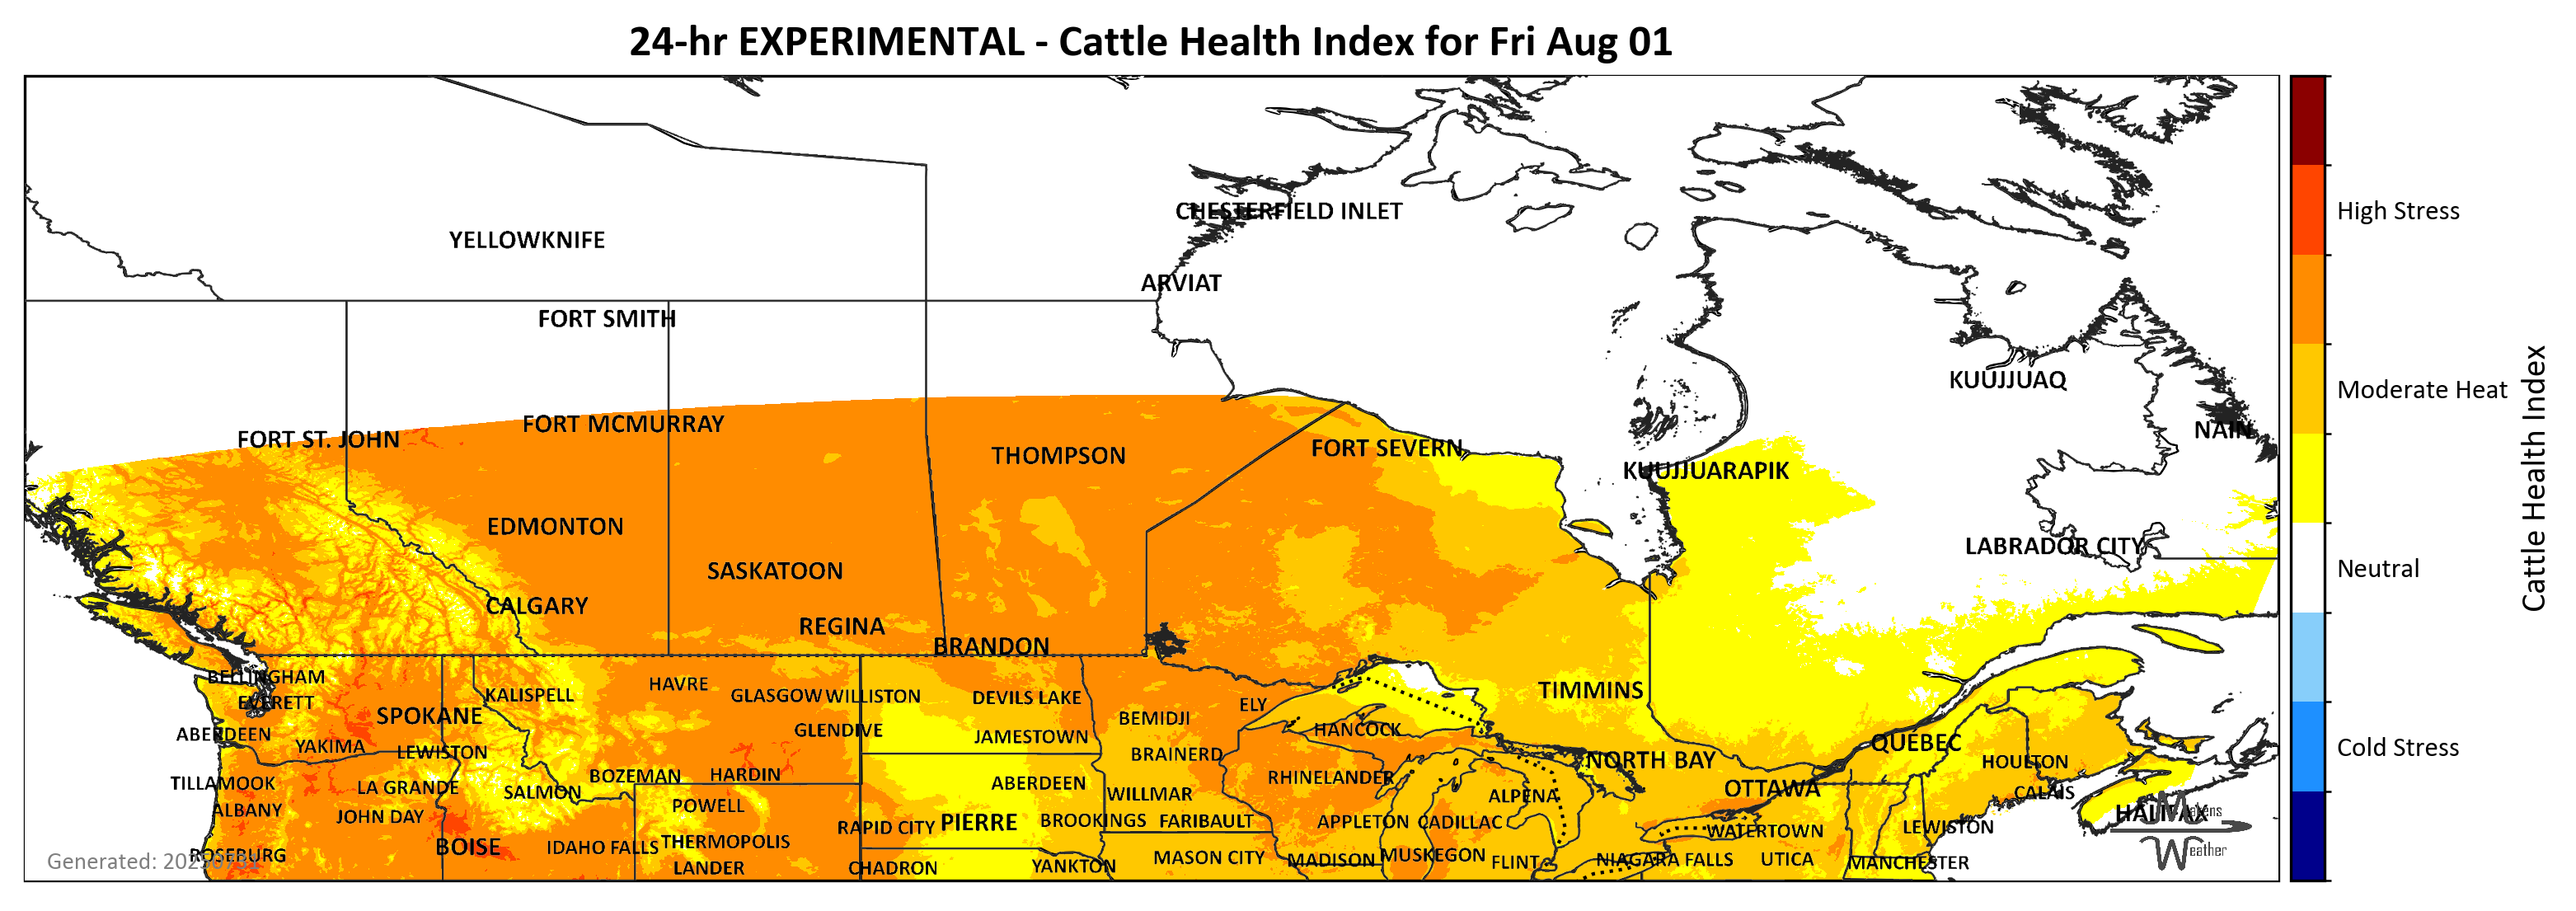 24-hr EXPERIMENTAL - Cattle Health Index for Fri Aug 01
CHESTERFIELD INLET
YELLOWKNIFE
ARVIAT
FORT SMITH
KUUJJUAQ
FORT MCMURRAY
NAIN
FORT ST. JOHN
FORT SEVERN
THOMPSON
KUUJJUARAPIK
EDMONTON
LABRADOR CITY
SASKATOON
CALGARY
REGINA
BRANDON
BELLINGHAM
HAVRE
TIMMINS
KALISPELL
GLASGOW WILLISTON
DEVILS LAKE
EVERETT
ELY
SPOKANE
BEMIDJI
GLENDIVE
HANCOCK
ABERDEEN
JAMESTOWN
QUEBEC
YAKIMA
LEWISTON
BRAINERD
NORTH BAY
HOULTON
BOZEMAN
HARDIN
RHINELANDER
TILLAMOOK
LA GRANDE
SALMON
ABERDEEN
OTTAWA
WILLMAR
ALPENA
CALAIS
POWELL
ALBANY
JOHN DAY
HALIFAX
Makens
Weather
RAPID CITY
PIERRE
BROOKINGS
FARIBAULT
APPLETON
CADILLAC
WATERTOWN
LEWISTON
BOISE
IDAHO FALLS
THERMOPOLIS
ROSEBURG
MASON CITY
MADISON
MUSKEGON
FLINT
NIAGARA FALLS
UTICA
MANCHESTER
LANDER
CHADRON
YANKTON
Generated:
High Stress
Moderate Heat
Neutral
Cold Stress
Cattle Health Index